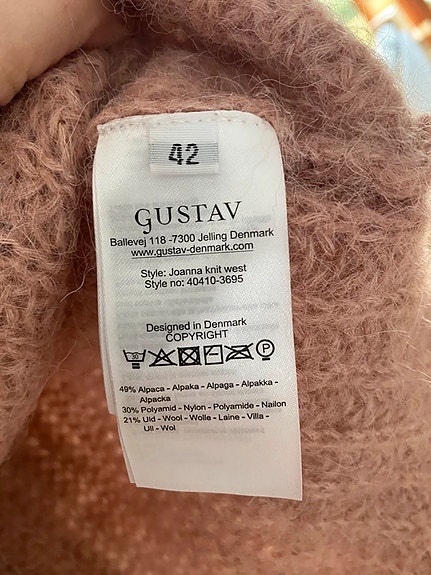 42
GUSTAV
Ballevej 118 -7300 Jelling Denmark
www.gustav-denmark.com
Style: Joanna knit west
Style no: 40410-3695
Designed in Denmark
COPYRIGHT
30 P
49% Alpaca - Alpaka - Alpaga - Alpakka -
Alpacka
30% Polyamid - Nylon - Polyamide - Nailon
21% Uld - Wool - Wolle - Laine - Villa -
Ull - Wol